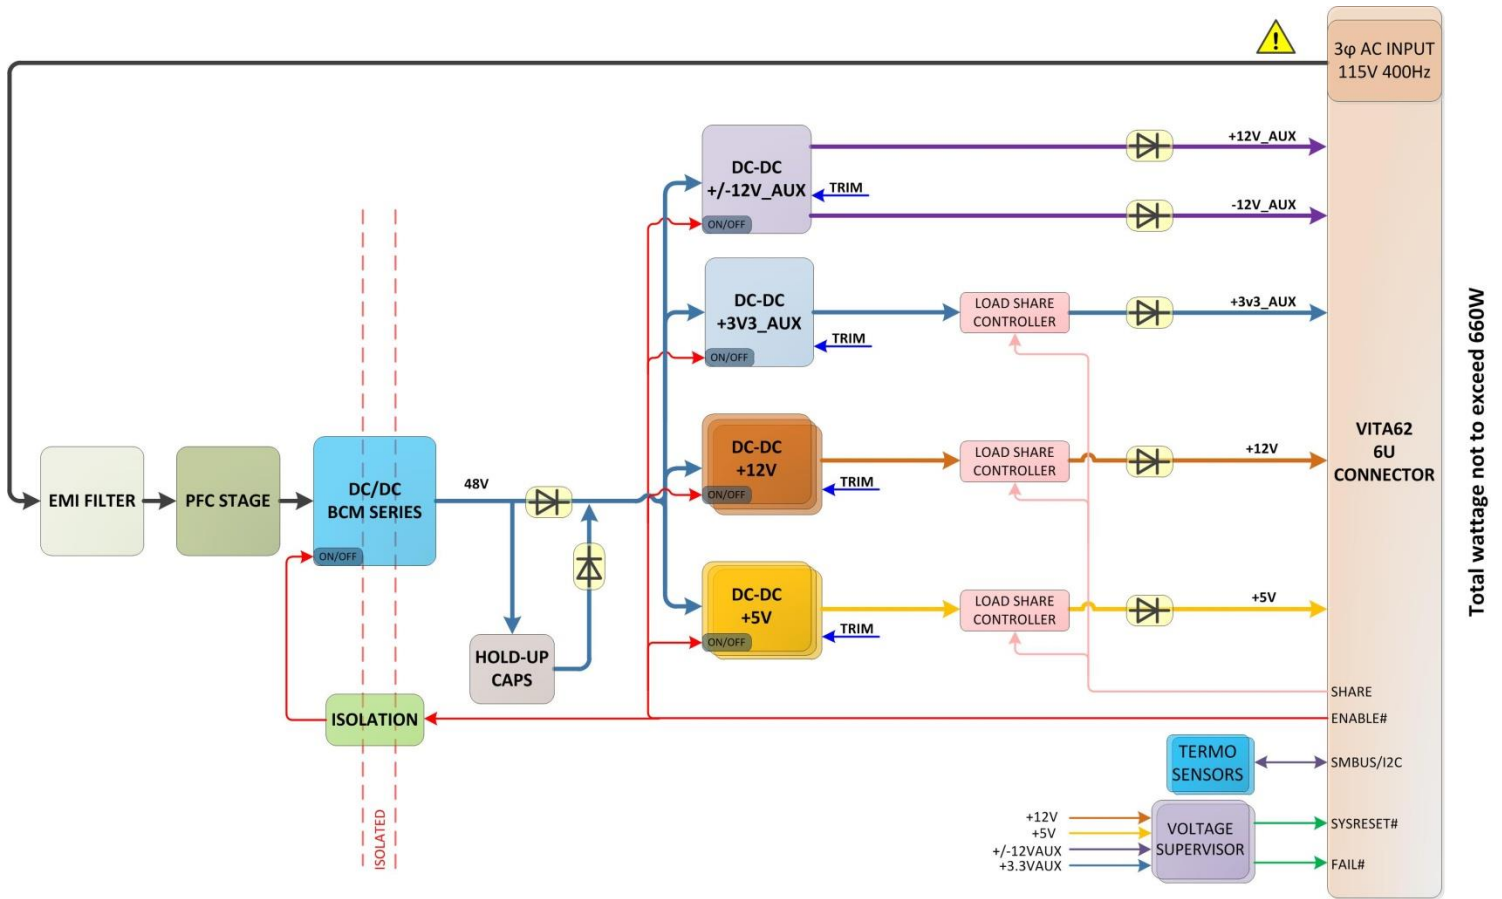 !
3φ AC INPUT
115V 400Hz
DC-DC
+/-12V_AUX
ON/OFF
TRIM
+12V_AUX
-12V_AUX
DC-DC
+3V3_AUX
ON/OFF
TRIM
LOAD SHARE
CONTROLLER
+3v3_AUX
EMI FILTER
PFC STAGE
DC/DC
BCM SERIES
ON/OFF
48V
DC-DC
+12V
ON/OFF
TRIM
LOAD SHARE
CONTROLLER
+12V
VITA62
6U
CONNECTOR
Total wattage not to exceed 660W
DC-DC
+5V
ON/OFF
TRIM
LOAD SHARE
CONTROLLER
+5V
HOLD-UP
CAPS
ISOLATION
ISOLATED
SHARE
ENABLE#
TERMO
SENSORS
SMBUS/I2C
+12V
+5V
+/-12VAUX
+3.3VAUX
VOLTAGE
SUPERVISOR
SYSRESET#
FAIL#